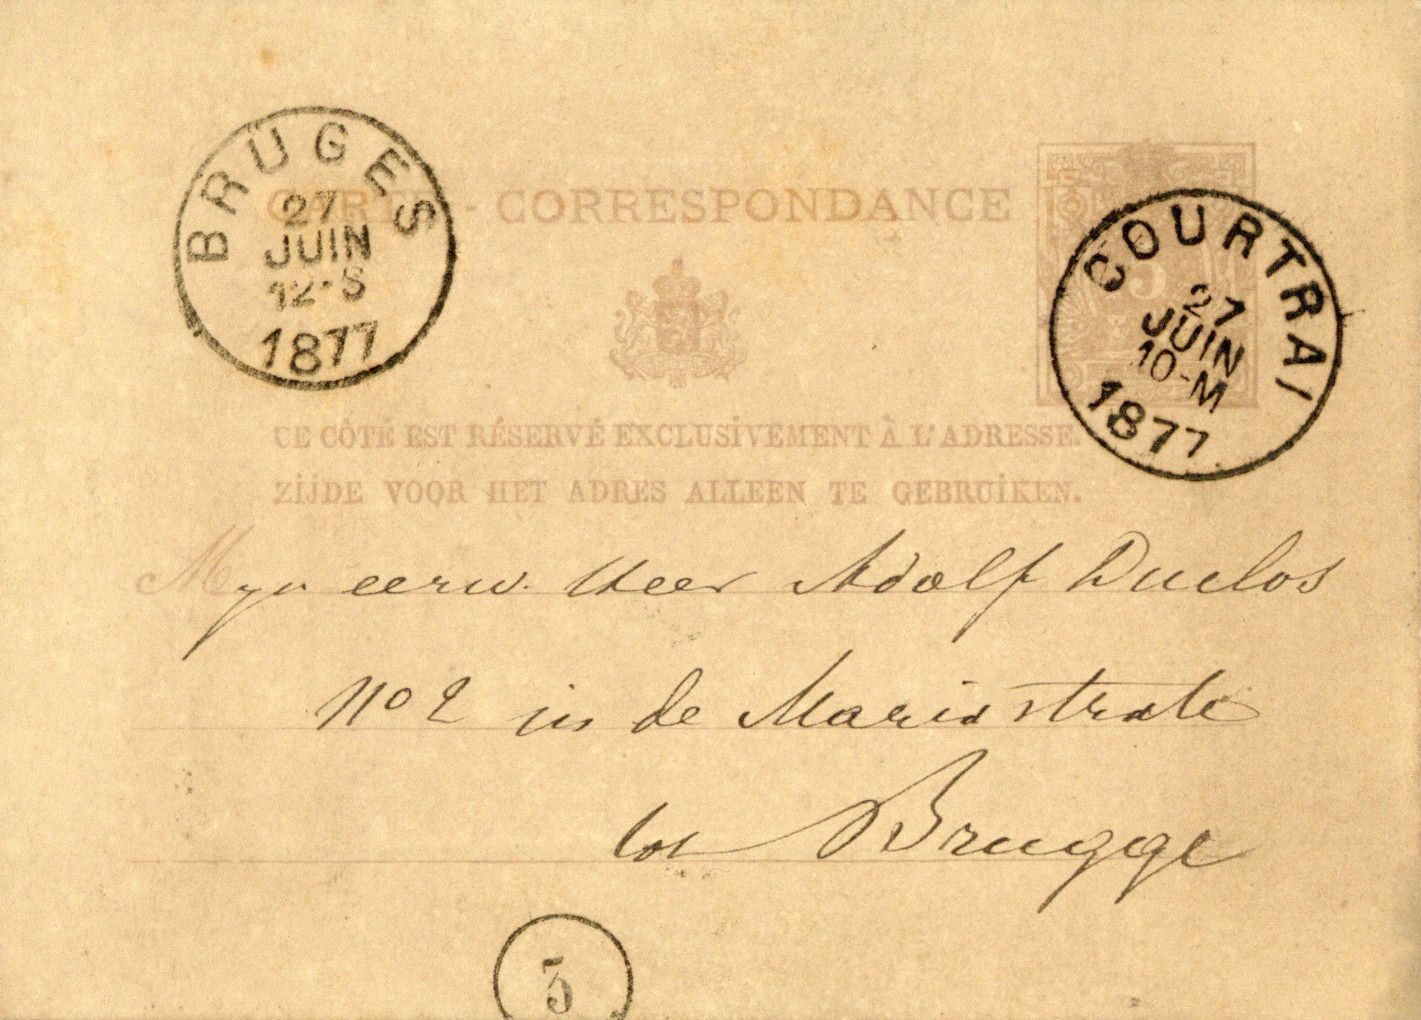 BRUGES
27
JUIN
12-S
1877
CARTE - CORRESPONDANCE
5
COURTRAI
27
JUIN
10-M
1877
CE CÔTÉ EST RÉSERVÉ EXCLUSIVEMENT À L'ADRESSE.
ZIJDE VOOR HET ADRES ALLEEN TE GEBRUIKEN.
Myn eerw. Heer Adolf Duclos
No 2 in de Mariastrate
tot Brugge
3